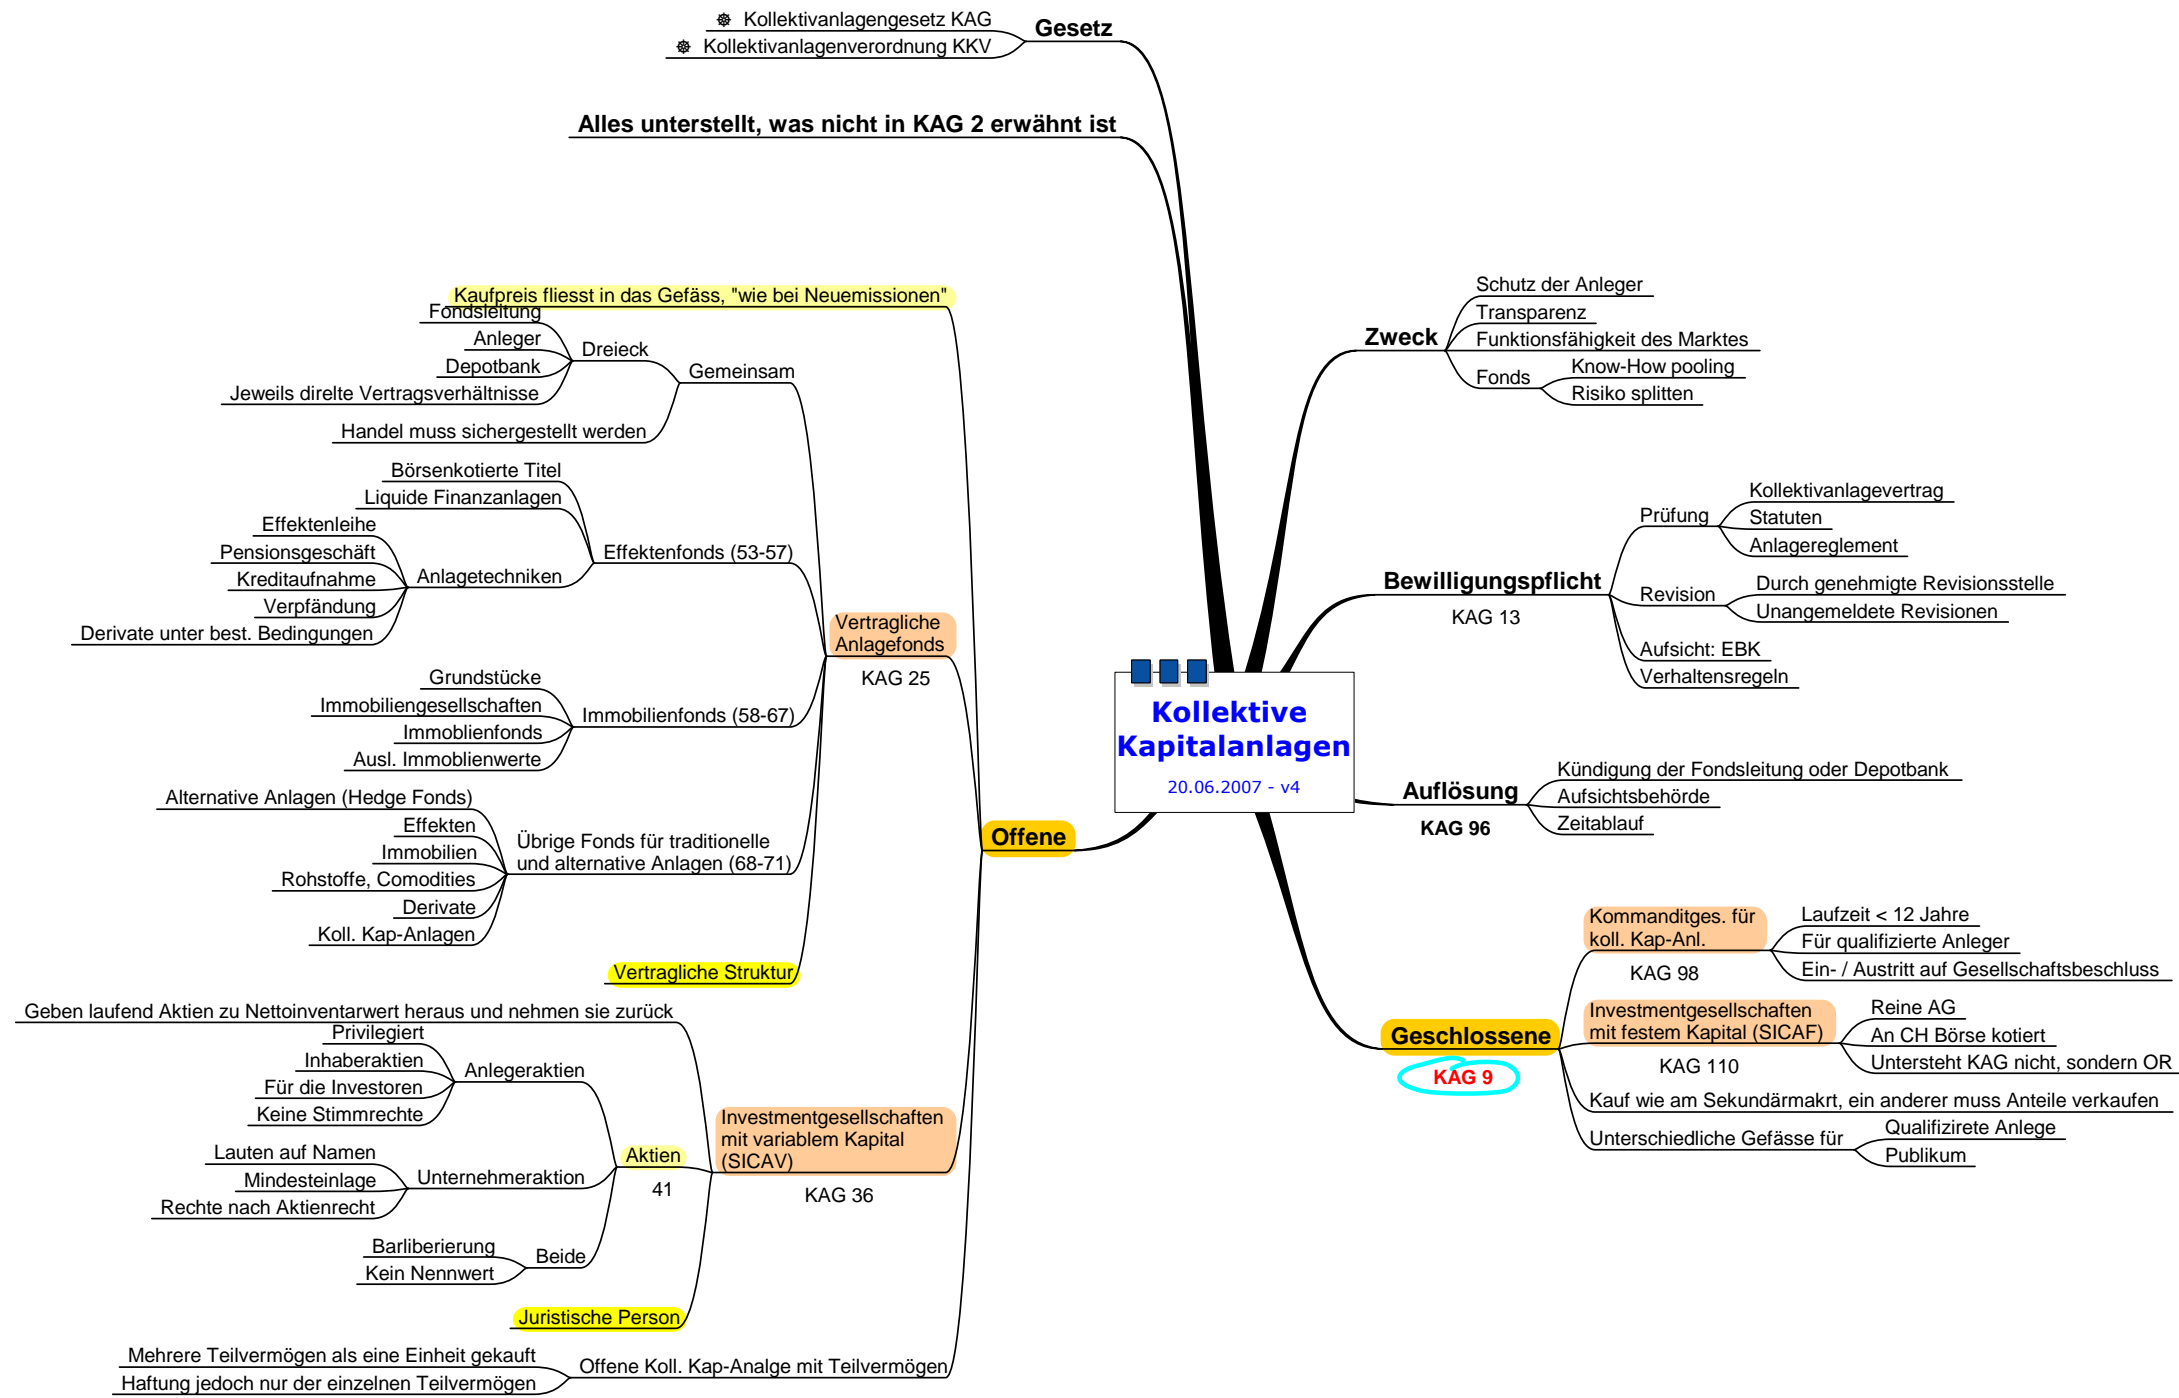 Kollektivanlagengesetz KAG
Kollektivanlagenverordnung KKV
Gesetz
Alles unterstellt, was nicht in KAG 2 erwähnt ist
Kollektive
Kapitalanlagen
20.06.2007 - v4
Zweck
Schutz der Anleger
Transparenz
Funktionsfähigkeit des Marktes
Fonds
Know-How pooling
Risiko splitten
Bewilligungspflicht
KAG 13
Prüfung
Kollektivanlagevertrag
Statuten
Anlagereglement
Revision
Durch genehmigte Revisionsstelle
Unangemeldete Revisionen
Aufsicht: EBK
Verhaltensregeln
Auflösung
KAG 96
Kündigung der Fondsleitung oder Depotbank
Aufsichtsbehörde
Zeitablauf
Geschlossene
KAG 9
Kommanditges. für
koll. Kap-Anl.
KAG 98
Laufzeit < 12 Jahre
Für qualifizierte Anleger
Ein- / Austritt auf Gesellschaftsbeschluss
Investmentgesellschaften
mit festem Kapital (SICAF)
KAG 110
Reine AG
An CH Börse kotiert
Untersteht KAG nicht, sondern OR
Kauf wie am Sekundärmakrt, ein anderer muss Anteile verkaufen
Unterschiedliche Gefässe für
Qualifizirete Anlege
Publikum
Offene
Kaufpreis fliesst in das Gefäss, "wie bei Neuemissionen"
Vertragliche
Anlagefonds
KAG 25
Gemeinsam
Dreieck
Fondsleitung
Anleger
Depotbank
Jeweils direlte Vertragsverhältnisse
Handel muss sichergestellt werden
Effektenfonds (53-57)
Börsenkotierte Titel
Liquide Finanzanlagen
Anlagetechniken
Effektenleihe
Pensionsgeschäft
Kreditaufnahme
Verpfändung
Derivate unter best. Bedingungen
Immobilienfonds (58-67)
Grundstücke
Immobiliengesellschaften
Immoblienfonds
Ausl. Immoblienwerte
Übrige Fonds für traditionelle
und alternative Anlagen (68-71)
Alternative Anlagen (Hedge Fonds)
Effekten
Immobilien
Rohstoffe, Comodities
Derivate
Koll. Kap-Anlagen
Vertragliche Struktur
Investmentgesellschaften
mit variablem Kapital
(SICAV)
KAG 36
Geben laufend Aktien zu Nettoinventarwert heraus und nehmen sie zurück
Aktien
41
Anlegeraktien
Privilegiert
Inhaberaktien
Für die Investoren
Keine Stimmrechte
Unternehmeraktion
Lauten auf Namen
Mindesteinlage
Rechte nach Aktienrecht
Beide
Barliberierung
Kein Nennwert
Juristische Person
Offene Koll. Kap-Analge mit Teilvermögen
Mehrere Teilvermögen als eine Einheit gekauft
Haftung jedoch nur der einzelnen Teilvermögen